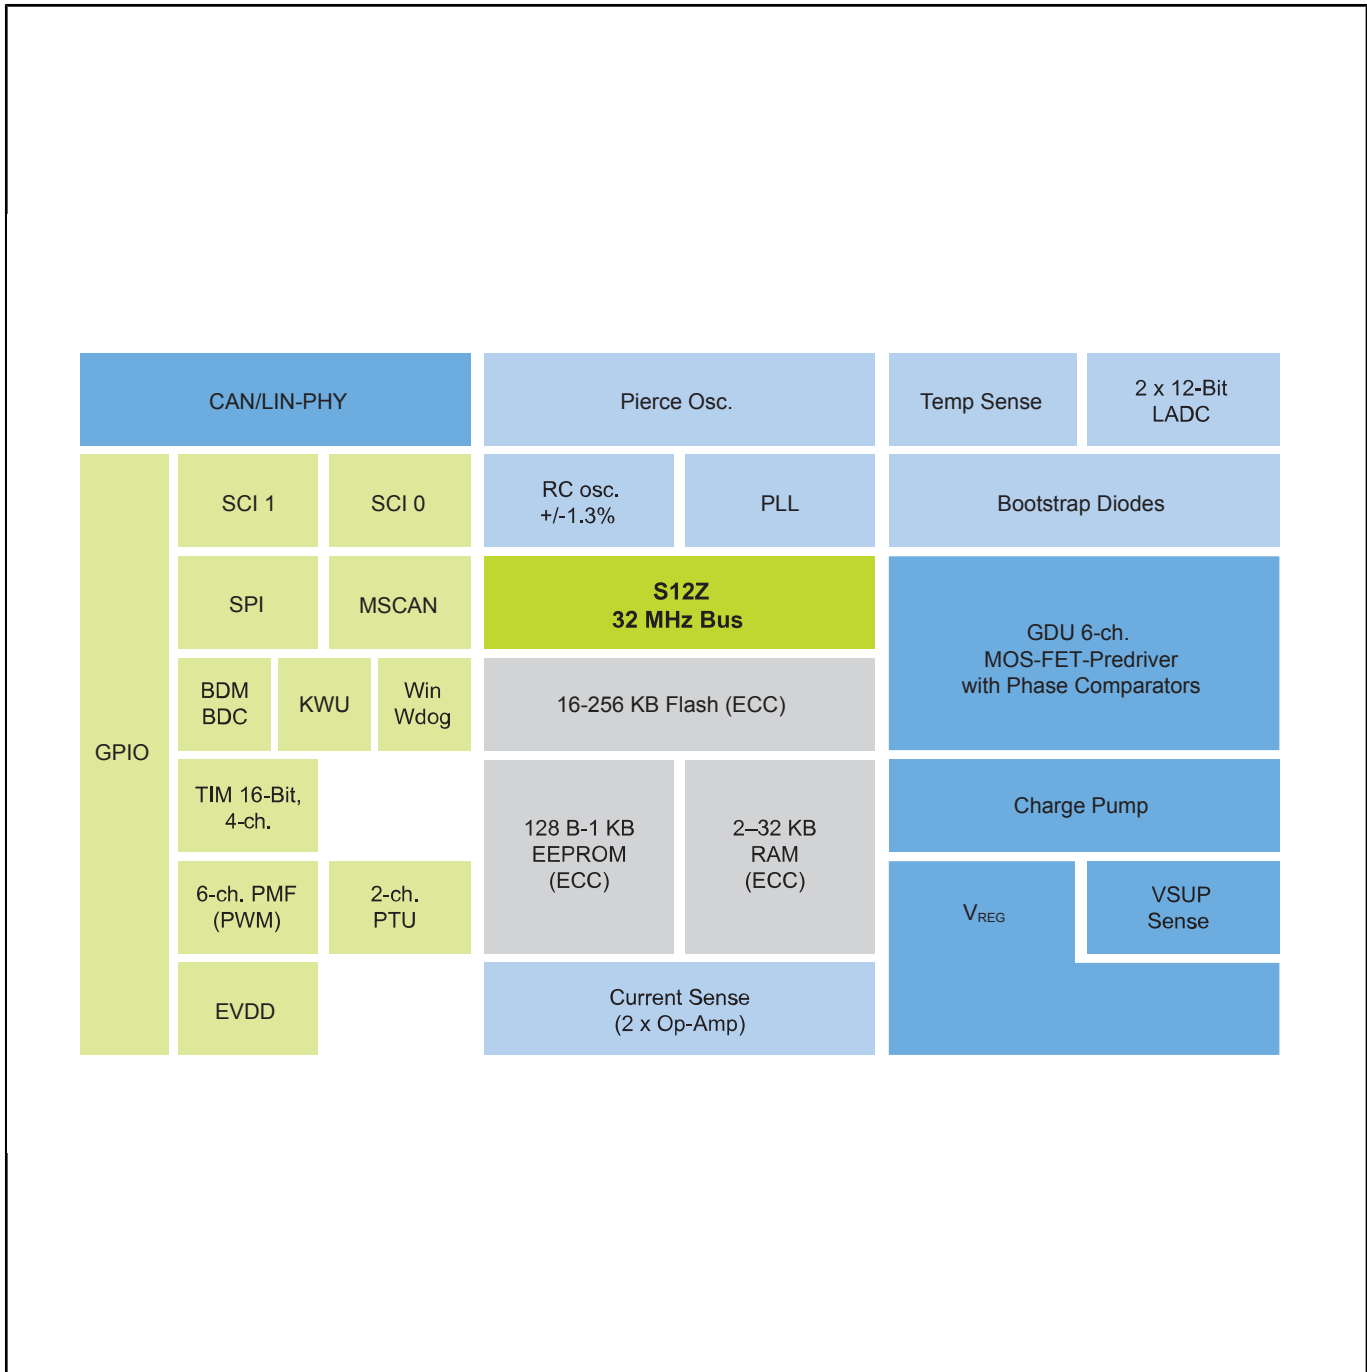 CAN/LIN-PHY
Pierce Osc.
Temp Sense
2 x 12-Bit
LADC
GPIO
SCI 1
SCI 0
RC osc.
+/-1.3%
PLL
Bootstrap Diodes
SPI
MSCAN
S12Z
32 MHz Bus
GDU 6-ch.
MOS-FET-Predriver
with Phase Comparators
BDM
BDC
KWU
Win
Wdog
16-256 KB Flash (ECC)
TIM 16-Bit,
4-ch.
128 B-1 KB
EEPROM
(ECC)
2–32 KB
RAM
(ECC)
Charge Pump
6-ch. PMF
(PWM)
2-ch.
PTU
VREG
VSUP
Sense
EVDD
Current Sense
(2 x Op-Amp)